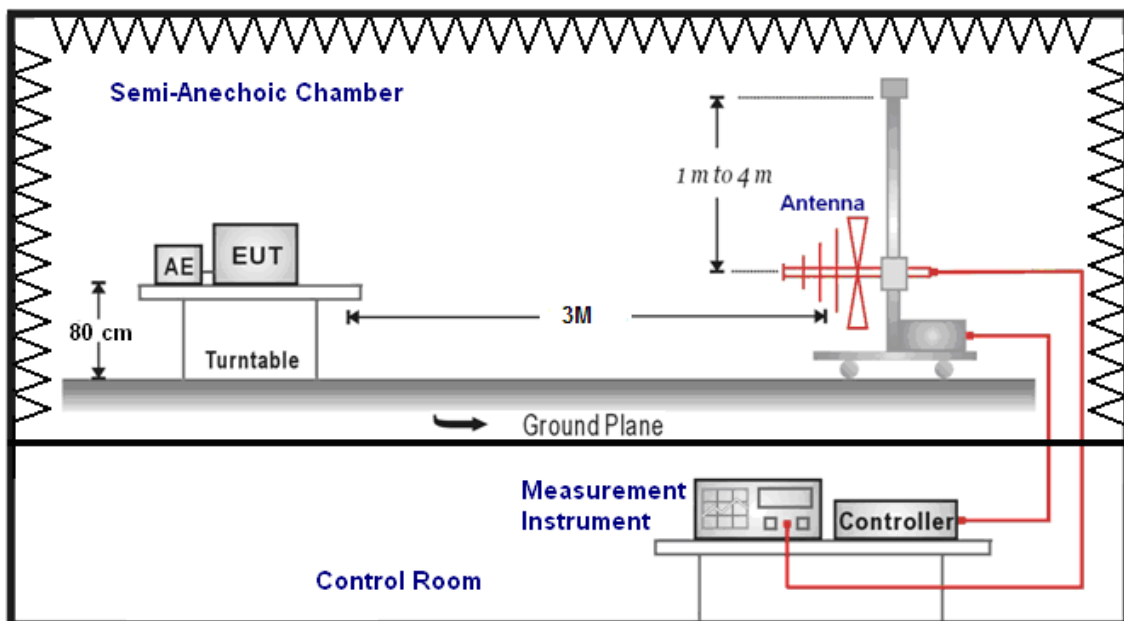 Semi-Anechoic Chamber
1 m to 4 m
Antenna
AE
EUT
80 cm
3M
Turntable
Ground Plane
Measurement
Instrument
Controller
Control Room